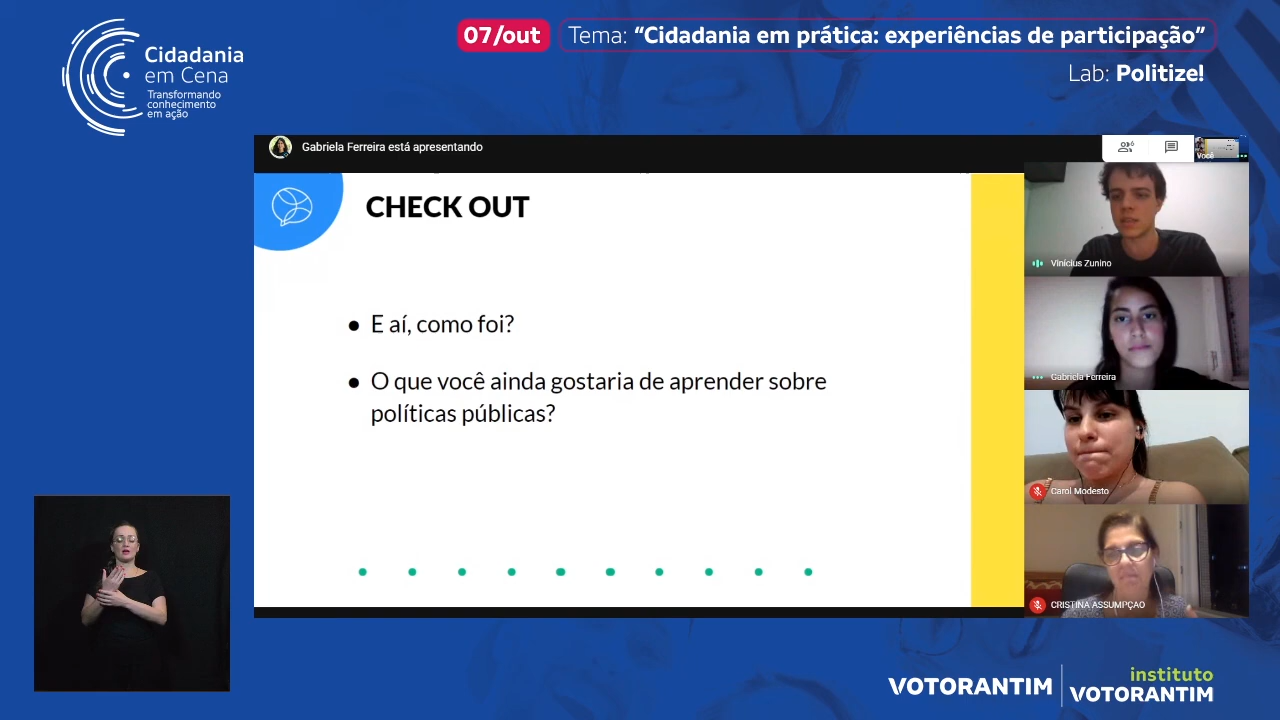 Cidadania
em Cena
Transformando
conhecimento
em ação
07/out
Tema: “Cidadania em prática: experiências de participação”
Lab: Politize!
Gabriela Ferreira está apresentando
Você
CHECK OUT
● E aí, como foi?
● O que você ainda gostaria de aprender sobre
políticas públicas?
Vinícius Zunino
Gabriela Ferreira
Carol Modesto
CRISTINA ASSUMPÇAO
VOTORANTIM
instituto
VOTORANTIM